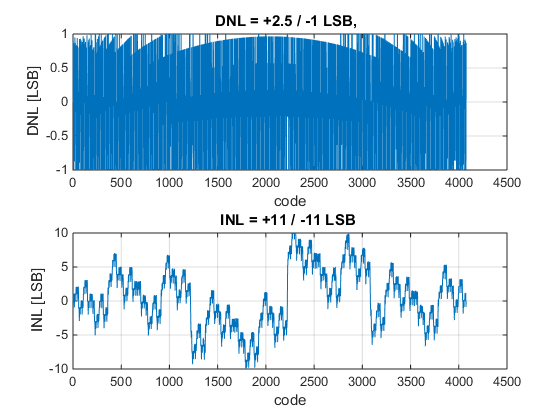 DNL = +2.5 / -1 LSB,
DNL [LSB]
1
0.5
0
-0.5
-1
0 500 1000 1500 2000 2500 3000 3500 4000 4500
code
INL = +11 / -11 LSB
INL [LSB]
10
5
0
-5
-10
0 500 1000 1500 2000 2500 3000 3500 4000 4500
code